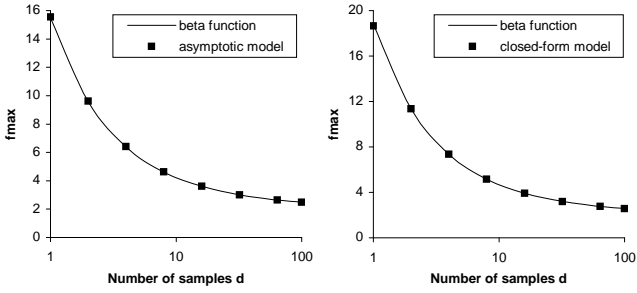 16
14
12
10
8
6
4
2
0
fmax
beta function
asymptotic model
1 10 100
Number of samples d
20
16
12
8
4
0
fmax
beta function
closed-form model
1 10 100
Number of samples d